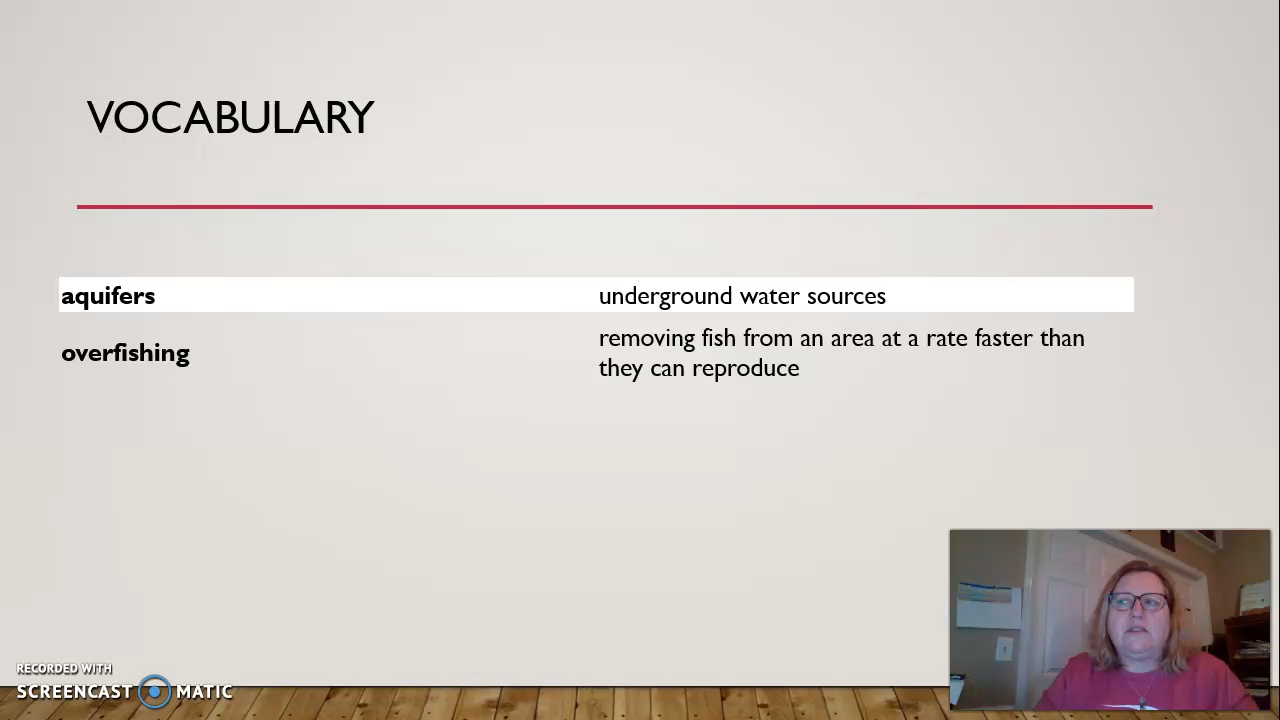 VOCABULARY
aquifers
underground water sources
overfishing
removing fish from an area at a rate faster than
they can reproduce
RECORDED WITH
SCREENCAST MATIC